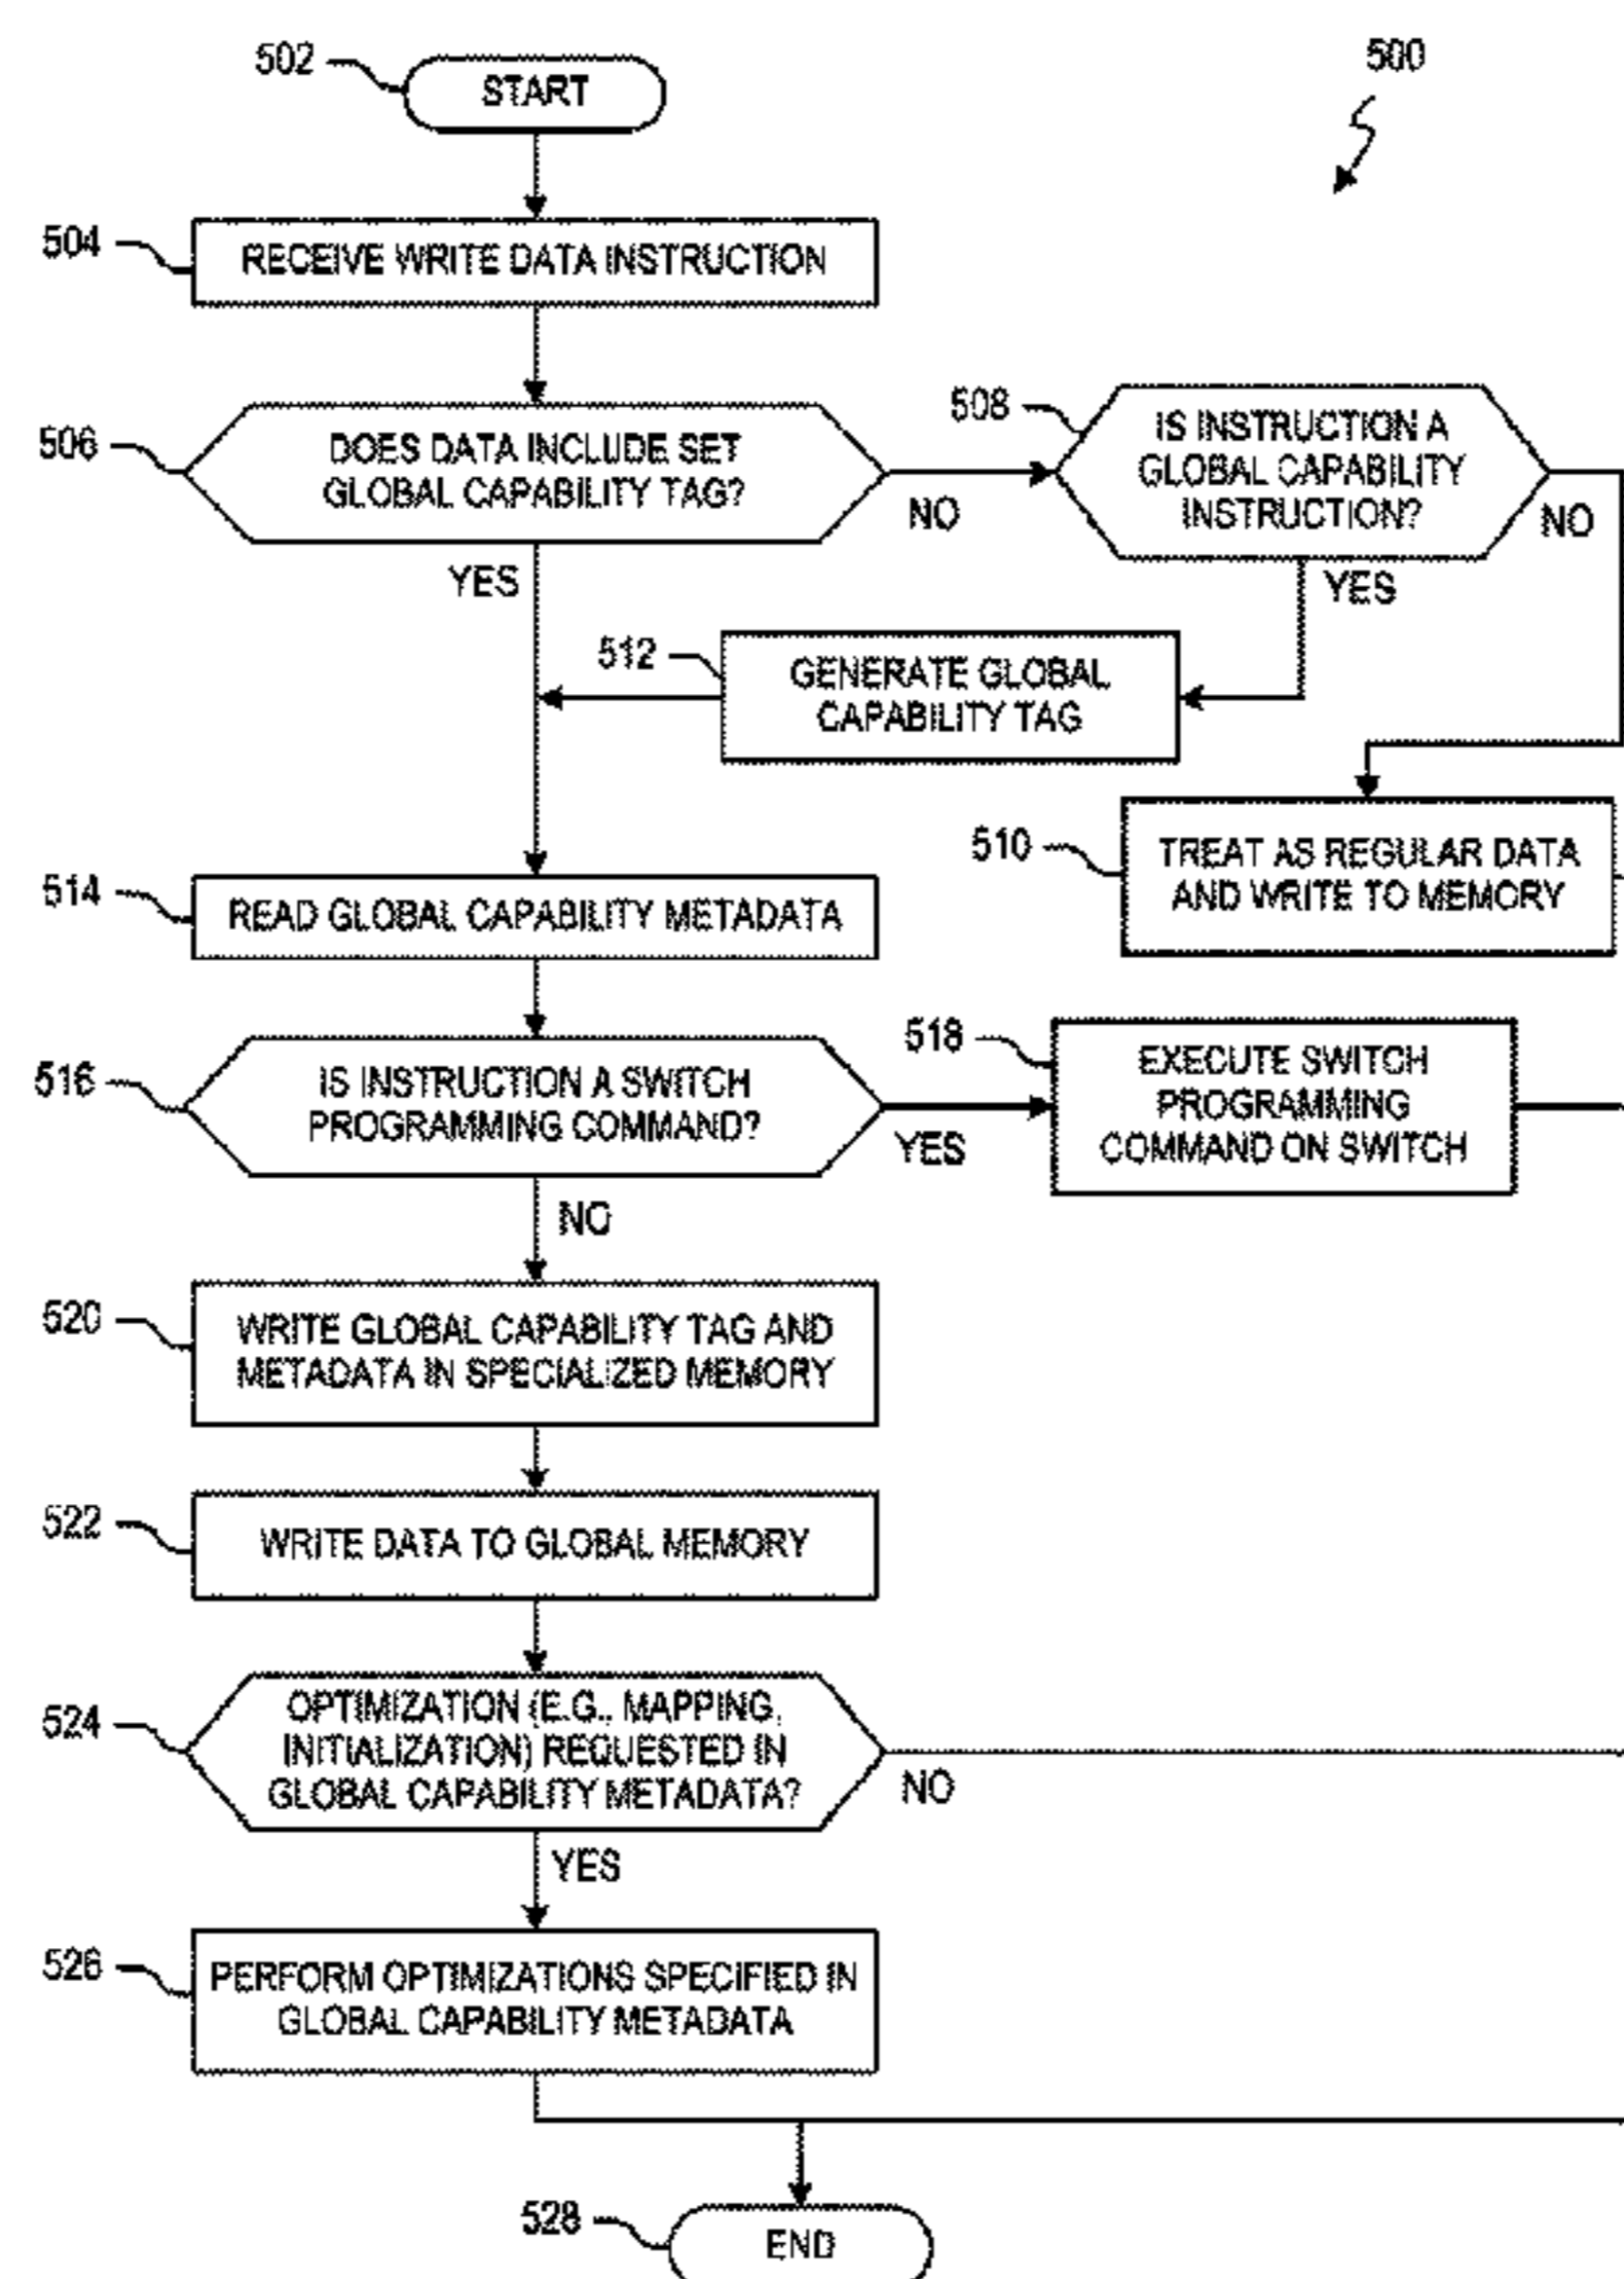 500
502
START
504
RECEIVE WRITE DATA INSTRUCTION
506
DOES DATA INCLUDE SET
GLOBAL CAPABILITY TAG?
NO
YES
508
IS INSTRUCTION A
GLOBAL CAPABILITY
INSTRUCTION?
NO
YES
512
GENERATE GLOBAL
CAPABILITY TAG
510
TREAT AS REGULAR DATA
AND WRITE TO MEMORY
514
READ GLOBAL CAPABILITY METADATA
516
IS INSTRUCTION A SWITCH
PROGRAMMING COMMAND?
YES
NO
518
EXECUTE SWITCH
PROGRAMMING
COMMAND ON SWITCH
520
WRITE GLOBAL CAPABILITY TAG AND
METADATA IN SPECIALIZED MEMORY
522
WRITE DATA TO GLOBAL MEMORY
524
OPTIMIZATION (E.G., MAPPING,
INITIALIZATION) REQUESTED IN
GLOBAL CAPABILITY METADATA?
NO
YES
526
PERFORM OPTIMIZATIONS SPECIFIED IN
GLOBAL CAPABILITY METADATA
528
END